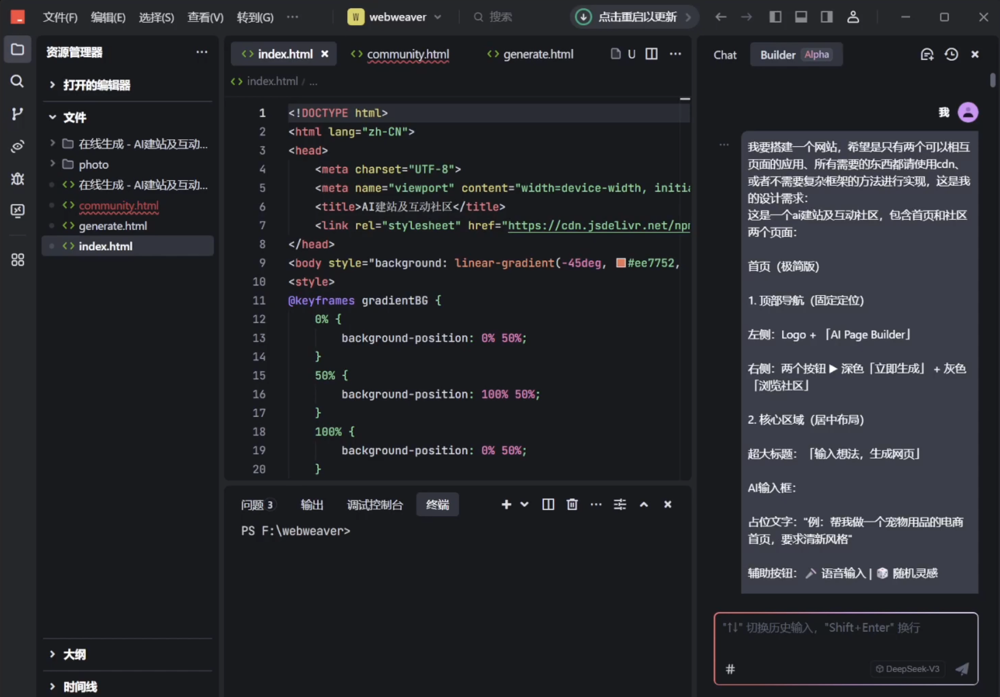 文件(F) 编辑(E) 选择(S) 查看(V) 转到(G) ···
W webweaver
搜索
点击重启以更新
资源管理器 ···
打开的编辑器
文件
在线生成 - AI建站及互动...
photo
在线生成 - AI建站及互动...
community.html
generate.html
index.html
大纲
时间线
index.html community.html generate.html U ···
index.html / ...
1 <!DOCTYPE html>
2 <html lang="zh-CN">
3 <head>
4 <meta charset="UTF-8">
5 <meta name="viewport" content="width=device-width, initia
6 <title>AI建站及互动社区</title>
7 <link rel="stylesheet" href="https://cdn.jsdelivr.net/npm
8 </head>
9 <body style="background: linear-gradient(-45deg, #ee7752,
10 <style>
11 @keyframes gradientBG {
12 0% {
13 background-position: 0% 50%;
14 }
15 50% {
16 background-position: 100% 50%;
17 }
18 100% {
19 background-position: 0% 50%;
20 }
问题 3 输出 调试控制台 终端 ···
PS F:\webweaver>
Chat Builder Alpha
我
我要搭建一个网站，希望是只有两个可以相互
页面的应用、所有需要的东西都请使用cdn、
或者不需要复杂框架的方法进行实现，这是我
的设计需求：
这是一个ai建站及互动社区，包含首页和社区
两个页面：
首页（极简版）
1. 顶部导航（固定定位）
左侧：Logo + 「AI Page Builder」
右侧：两个按钮 ▶ 深色「立即生成」 + 灰色
「浏览社区」
2. 核心区域（居中布局）
超大标题：「输入想法，生成网页」
AI输入框：
占位文字："例：帮我做一个宠物用品的电商
首页，要求清新风格"
辅助按钮：🎤 语音输入 | 🎲 随机灵感
"↑↓" 切换历史输入，"Shift+Enter" 换行
# DeepSeek-V3